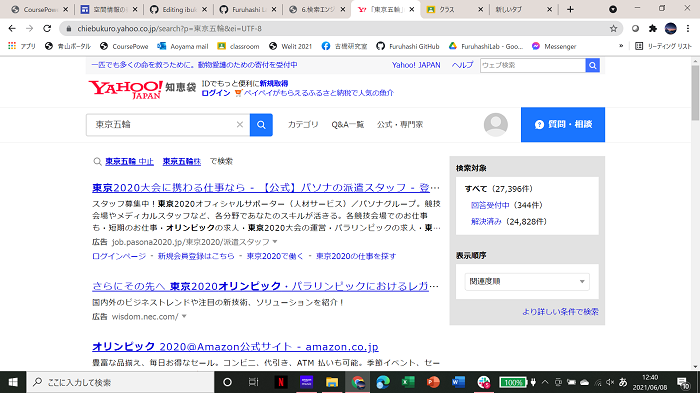 CoursePow
空間情報の
Editing ibui
Furuhashi L
6.検索エンジ
「東京五輪」
クラス
新しいタブ
chiebukuro.yahoo.co.jp/search?p=東京五輪&ei=UTF-8
アプリ
青山ポータル
CoursePowe
Aoyama mail
classroom
Welit 2021
古橋研究室
Furuhashi GitHub
FuruhashiLab - Goo...
Messenger
»
リーディング リスト
一匹でも多くの命を救うために。動物愛護のための寄付を受付中
Yahoo! JAPAN
ヘルプ
ウェブ検索
YAHOO! JAPAN 知恵袋
IDでもっと便利に新規取得
ログイン
ペイペイがもらえるふるさと納税で人気の魚介
東京五輪
カテゴリ
Q&A一覧
公式・専門家
質問・相談
東京五輪 中止 東京五輪株 で検索
東京2020大会に携わる仕事なら - 【公式】パソナの派遣スタッフ - 登...
スタッフ募集中！東京2020オフィシャルサポーター（人材サービス）／パソナグループ。競技
会場やメディカルスタッフなど、各分野であなたのスキルが活きる。各競技会場でのお仕事
も・短期のお仕事・オリンピックの求人・東京2020大会の運営・パラリンピックの求人・東...
広告 job.pasona2020.jp/東京2020/派遣スタッフ
ログインページ - 新規会員登録はこちら - 東京2020で働く - 東京2020の仕事を探す
さらにその先へ 東京2020オリンピック・パラリンピックにおけるレガ...
国内外のビジネストレンドや注目の新技術、ソリューションを紹介！
広告 wisdom.nec.com/
オリンピック 2020@Amazon公式サイト - amazon.co.jp
豊富な品揃え、毎日お得なセール。コンビニ、代引き、ATM 払いも可能。季節イベント、セー
検索対象
すべて（27,396件）
回答受付中（344件）
解決済み（24,828件）
表示順序
関連度順
より詳しい条件で検索
ここに入力して検索
100%
あ
12:40
2021/06/08
10